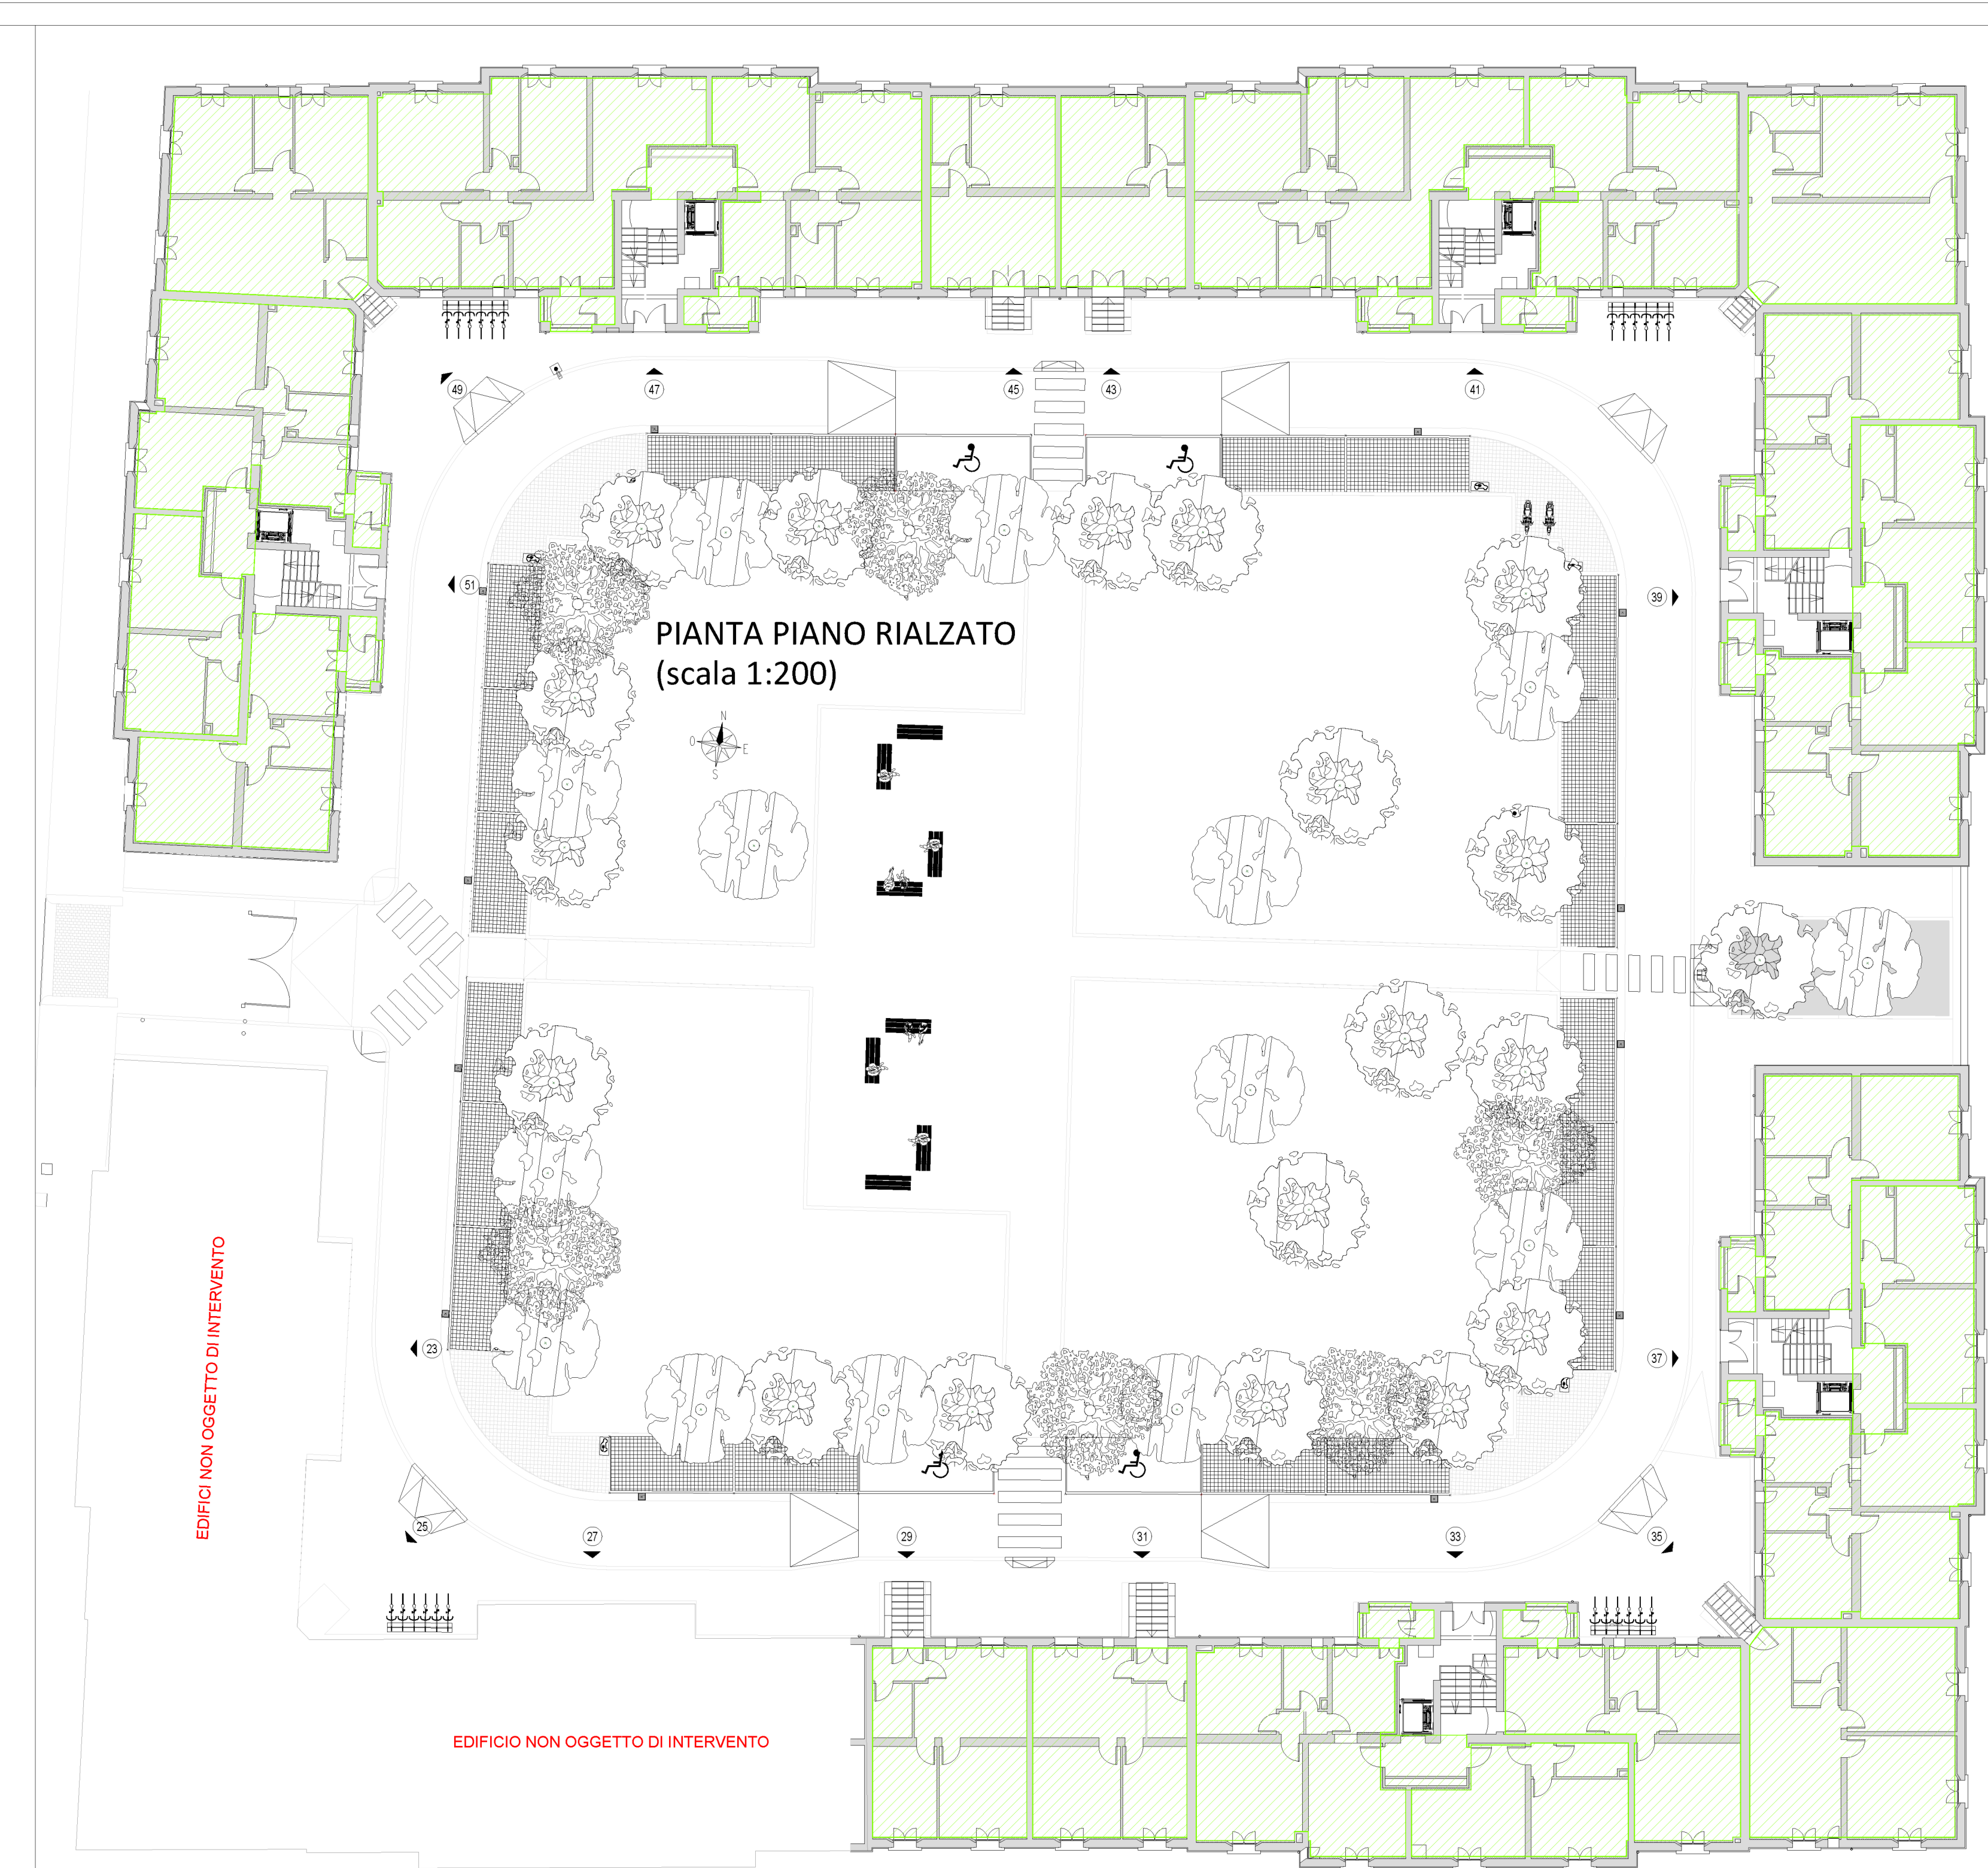 49
47
45
43
41
51
39
PIANTA PIANO RIALZATO
(scala 1:200)
N
O
E
S
EDIFICI NON OGGETTO DI INTERVENTO
23
37
25
27
29
31
33
35
EDIFICIO NON OGGETTO DI INTERVENTO